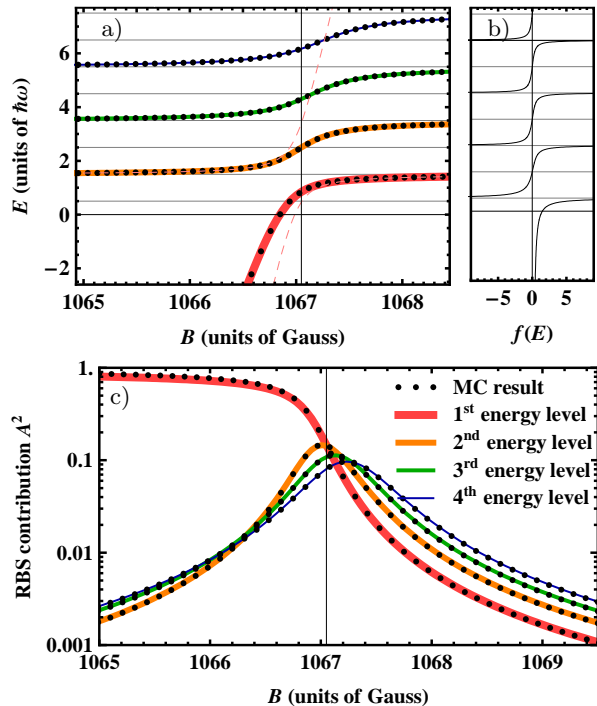 a)
b)
6
4
2
0
−2
E (units of ħω)
1065 1066 1067 1068
B (units of Gauss)
−5 0 5
f(E)
c)
1.
0.1
0.01
0.001
RBS contribution A²
MC result
1st energy level
2nd energy level
3rd energy level
4th energy level
1065 1066 1067 1068 1069
B (units of Gauss)